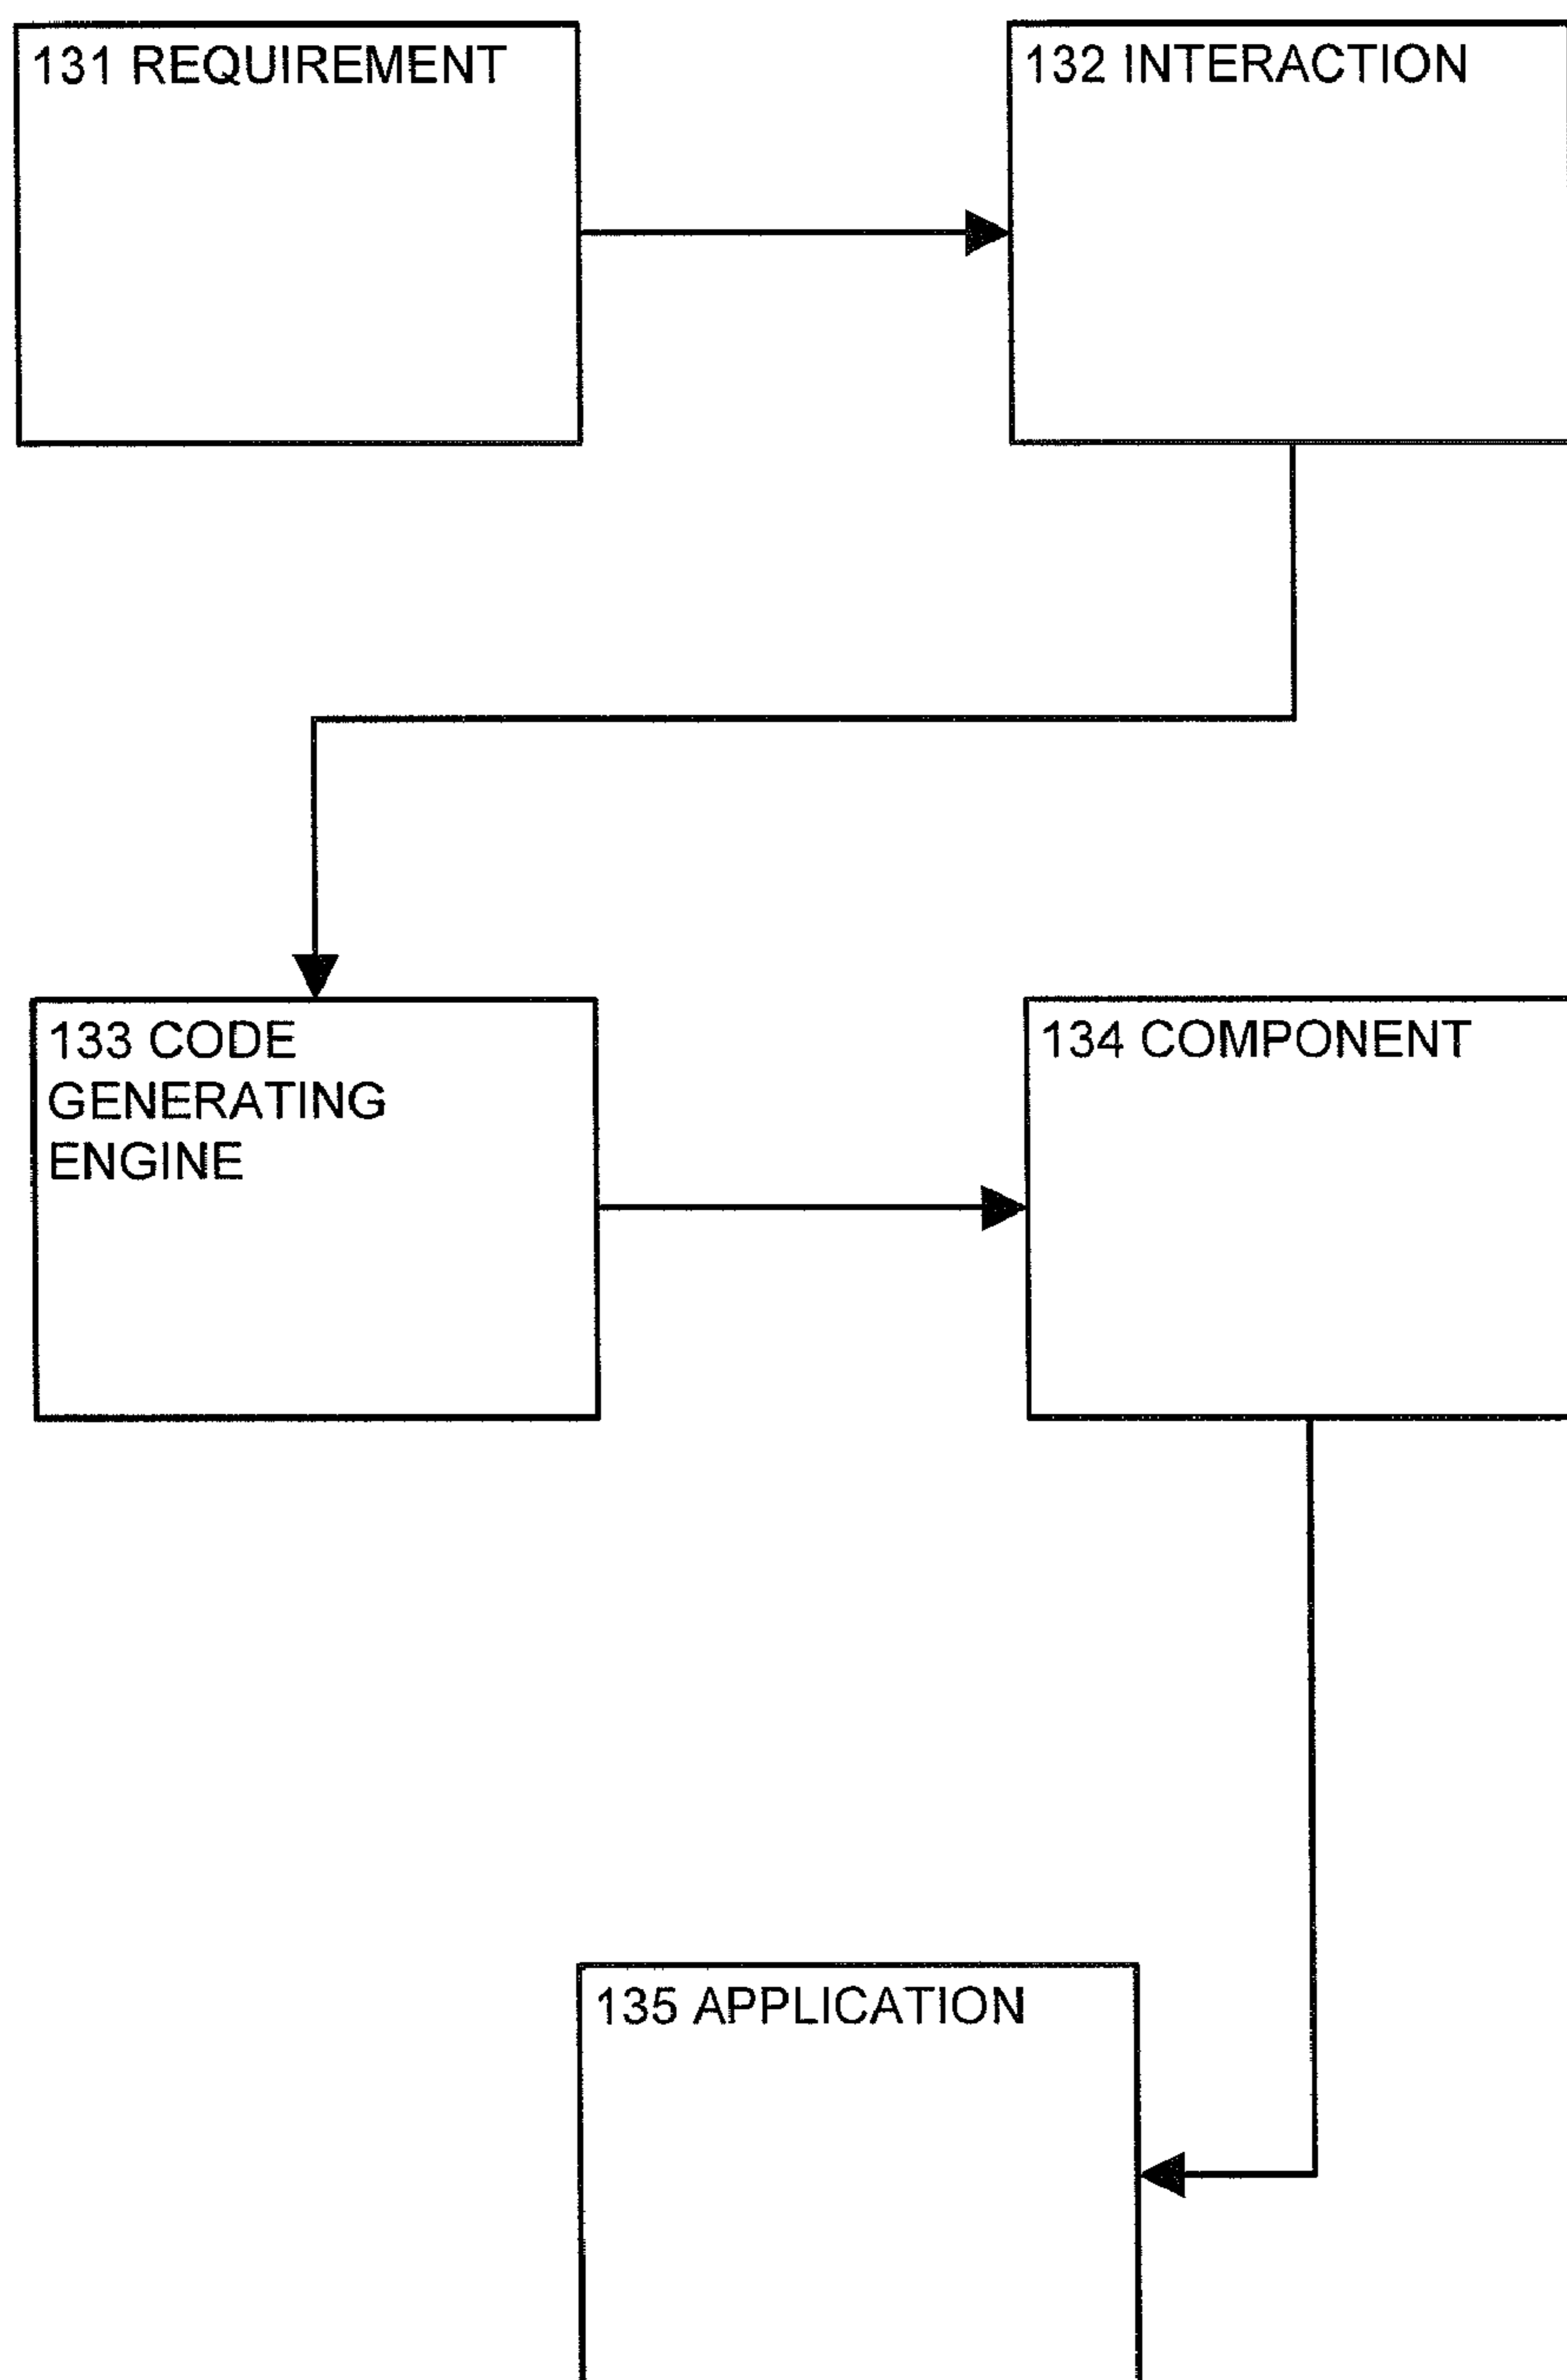 131 REQUIREMENT
132 INTERACTION
133 CODE
GENERATING
ENGINE
134 COMPONENT
135 APPLICATION